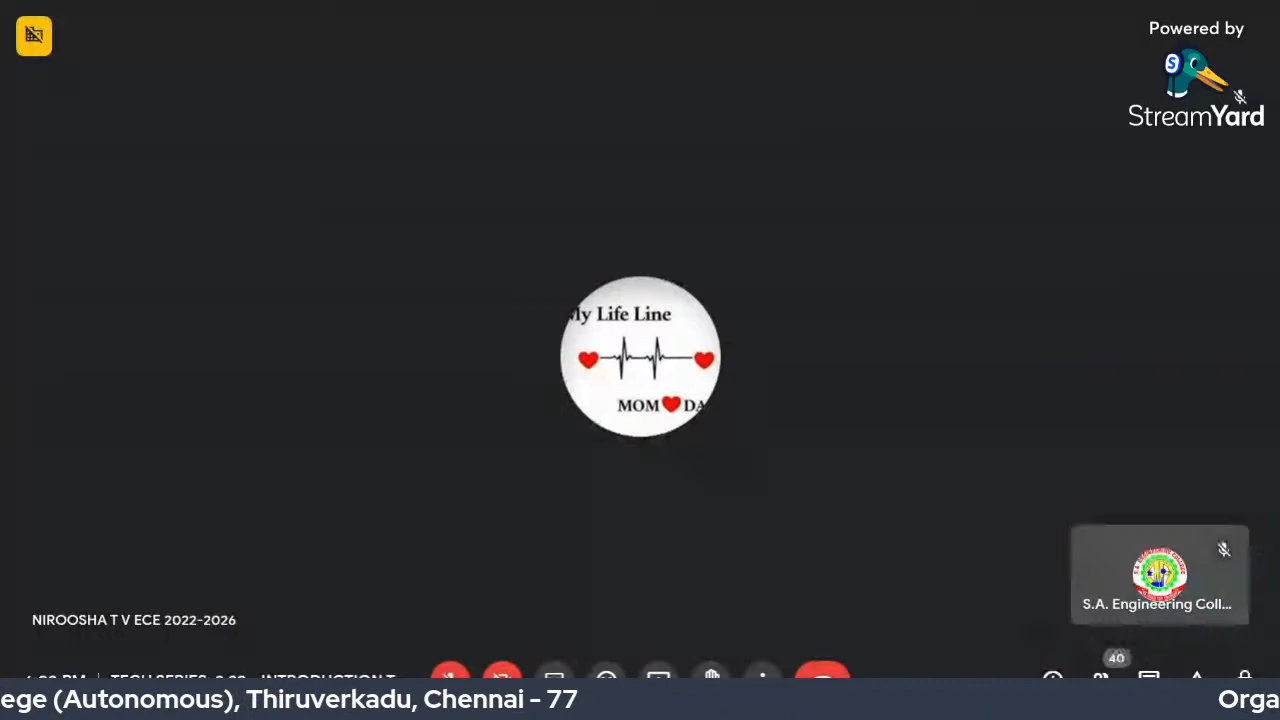 Powered by
S
StreamYard
My Life Line
MOM DA
S.A. Engineering Coll...
NIROOSHA T V ECE 2022-2026
40
ege (Autonomous), Thiruverkadu, Chennai - 77
Orga